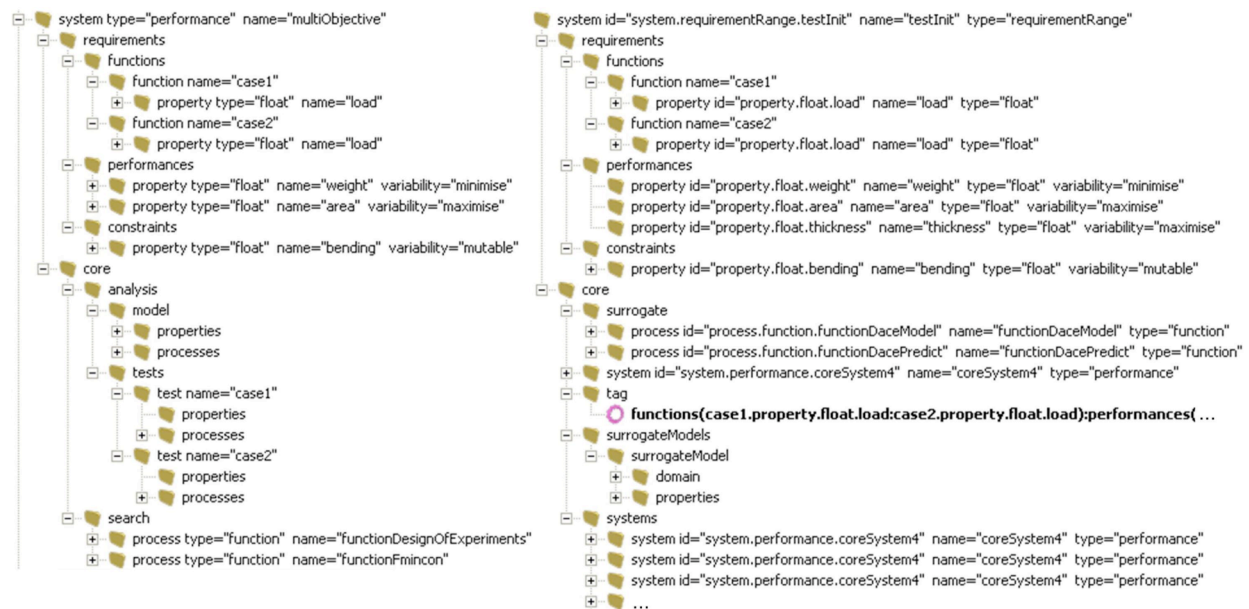 system type="performance" name="multiObjective"
requirements
functions
function name="case1"
property type="float" name="load"
function name="case2"
property type="float" name="load"
performances
property type="float" name="weight" variability="minimise"
property type="float" name="area" variability="maximise"
constraints
property type="float" name="bending" variability="mutable"
core
analysis
model
properties
processes
tests
test name="case1"
properties
processes
test name="case2"
properties
processes
search
process type="function" name="functionDesignOfExperiments"
process type="function" name="functionFmincon"
system id="system.requirementRange.testInit" name="testInit" type="requirementRange"
requirements
functions
function name="case1"
property id="property.float.load" name="load" type="float"
function name="case2"
property id="property.float.load" name="load" type="float"
performances
property id="property.float.weight" name="weight" type="float" variability="minimise"
property id="property.float.area" name="area" type="float" variability="maximise"
property id="property.float.thickness" name="thickness" type="float" variability="maximise"
constraints
property id="property.float.bending" name="bending" type="float" variability="mutable"
core
surrogate
process id="process.function.functionDaceModel" name="functionDaceModel" type="function"
process id="process.function.functionDacePredict" name="functionDacePredict" type="function"
system id="system.performance.coreSystem4" name="coreSystem4" type="performance"
tag
functions(case1.property.float.load:case2.property.float.load):performances( ...
surrogateModels
surrogateModel
domain
properties
systems
system id="system.performance.coreSystem4" name="coreSystem4" type="performance"
system id="system.performance.coreSystem4" name="coreSystem4" type="performance"
system id="system.performance.coreSystem4" name="coreSystem4" type="performance"
...